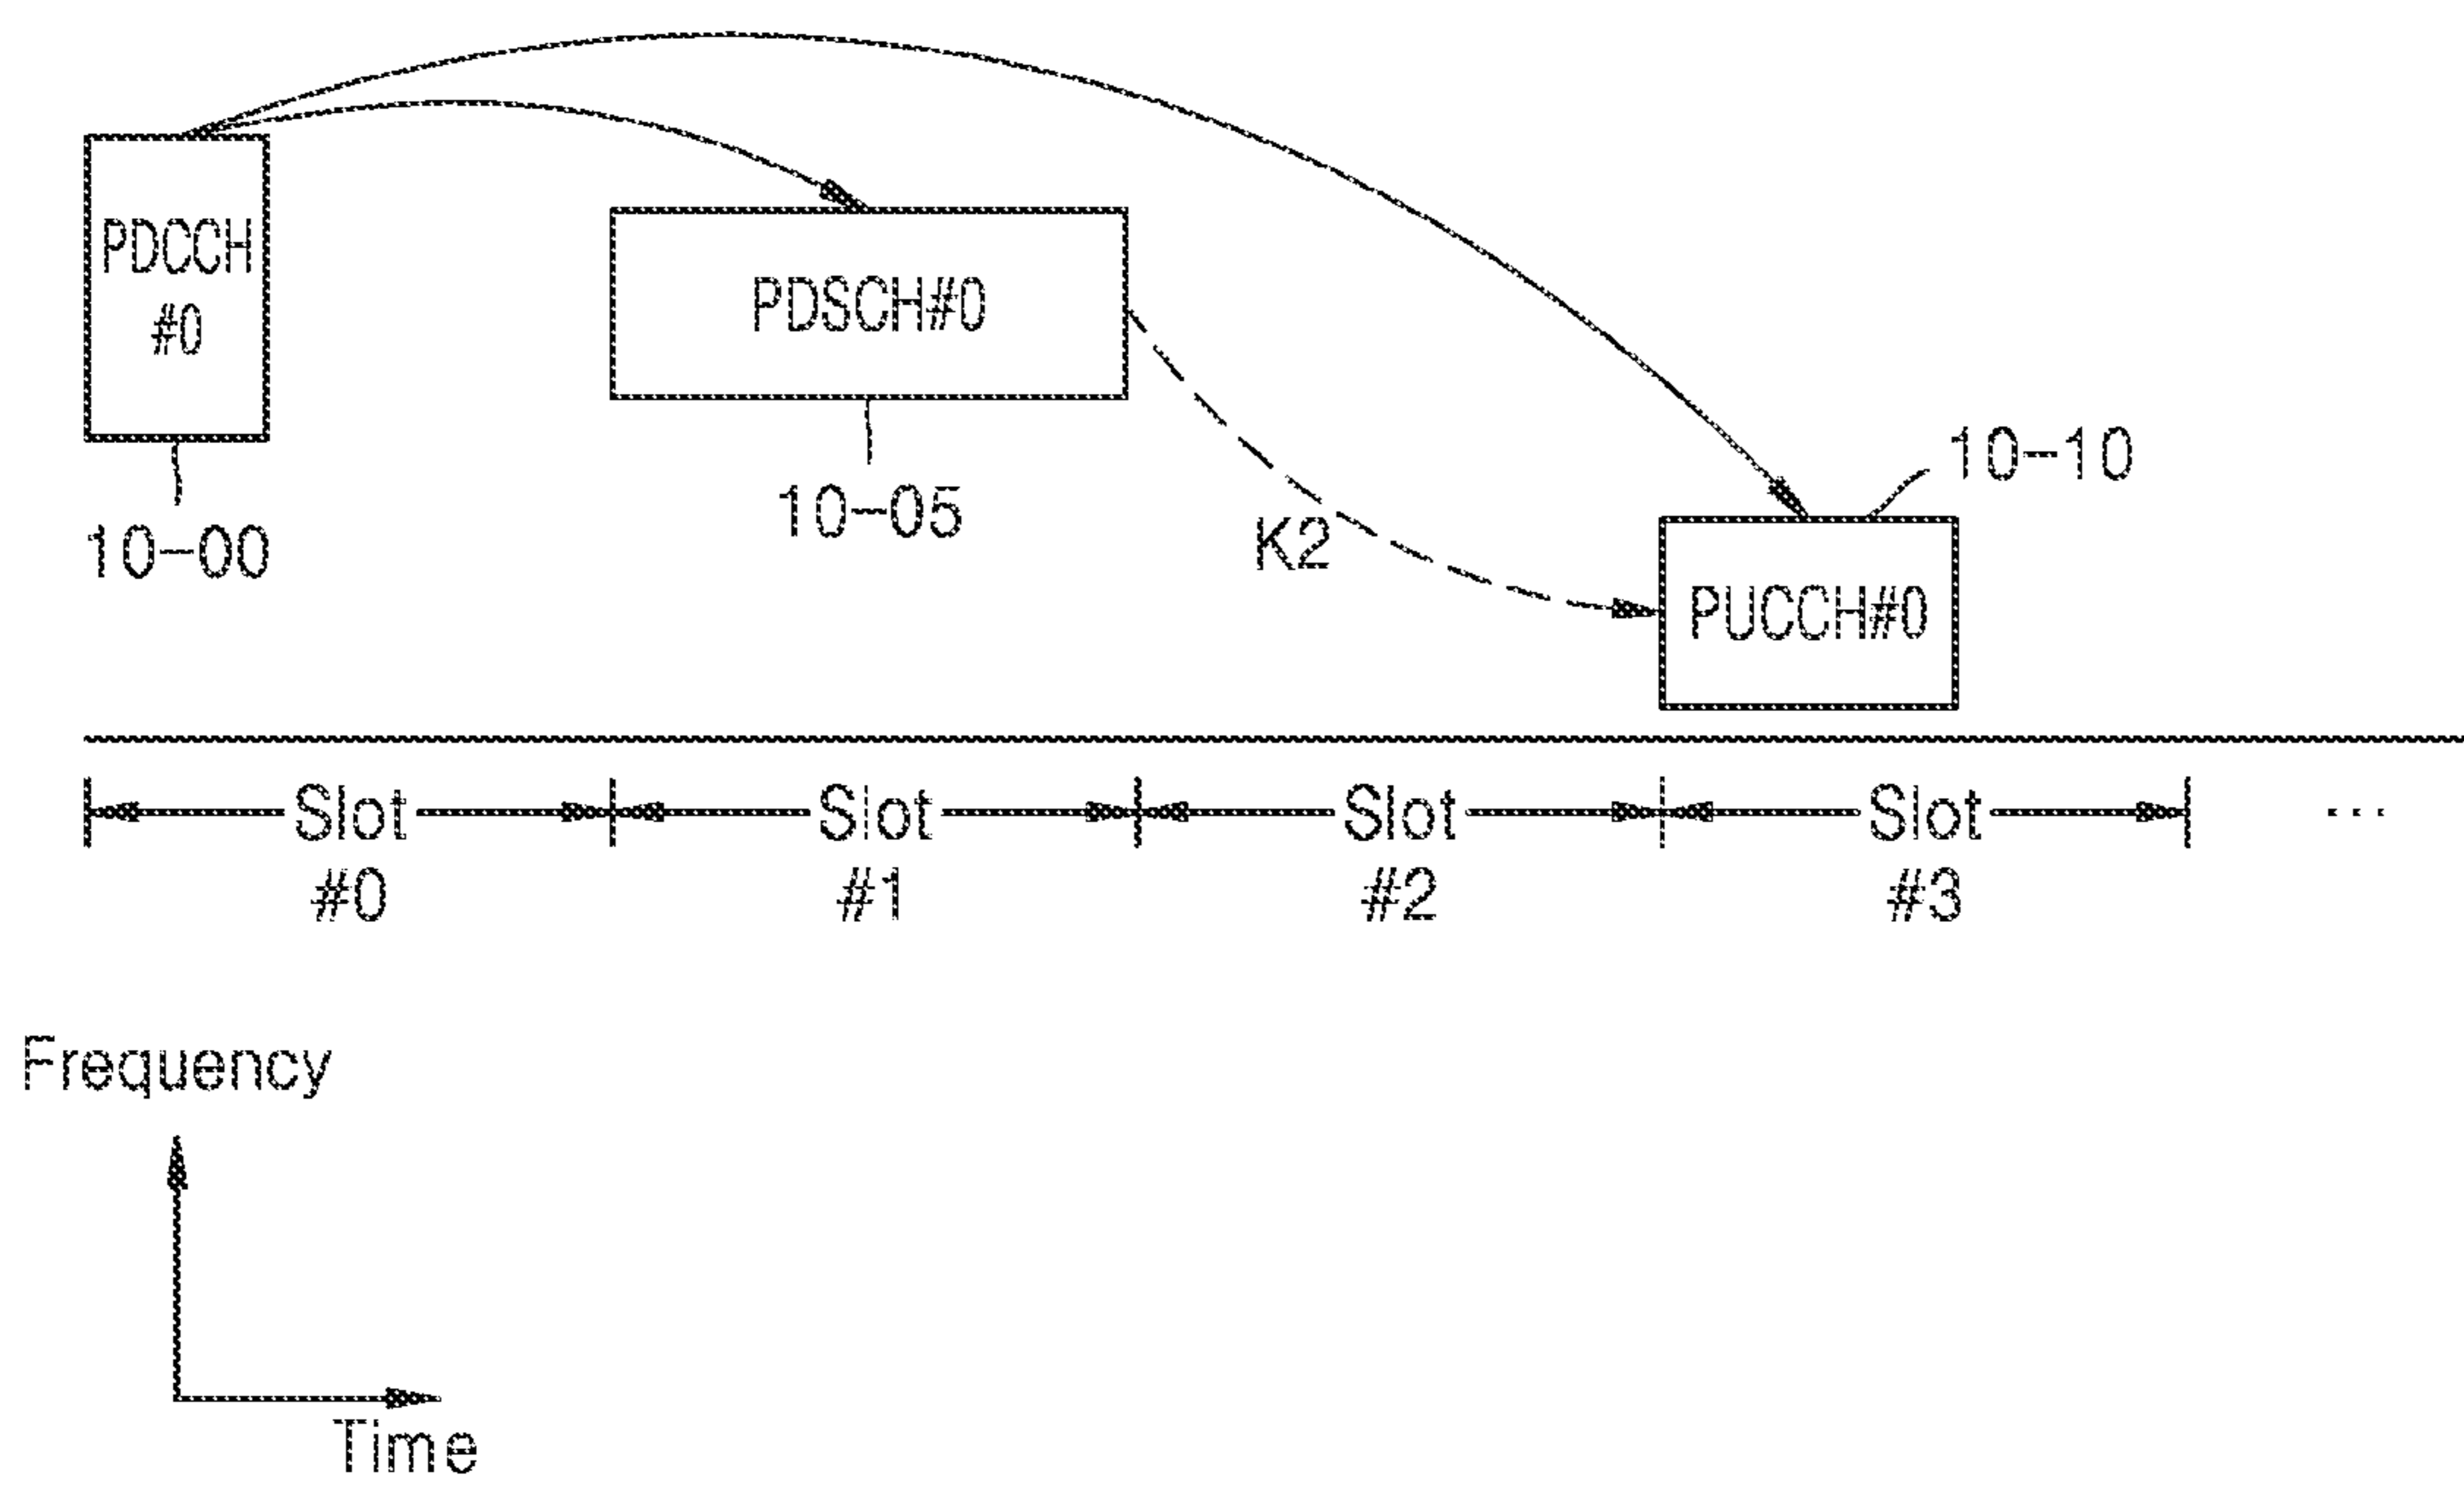 PDCCH
#0
PDSCH#0
10-00
10-05
K2
10-10
PUCCH#0
Slot
#0
Slot
#1
Slot
#2
Slot
#3
...
Frequency
Time